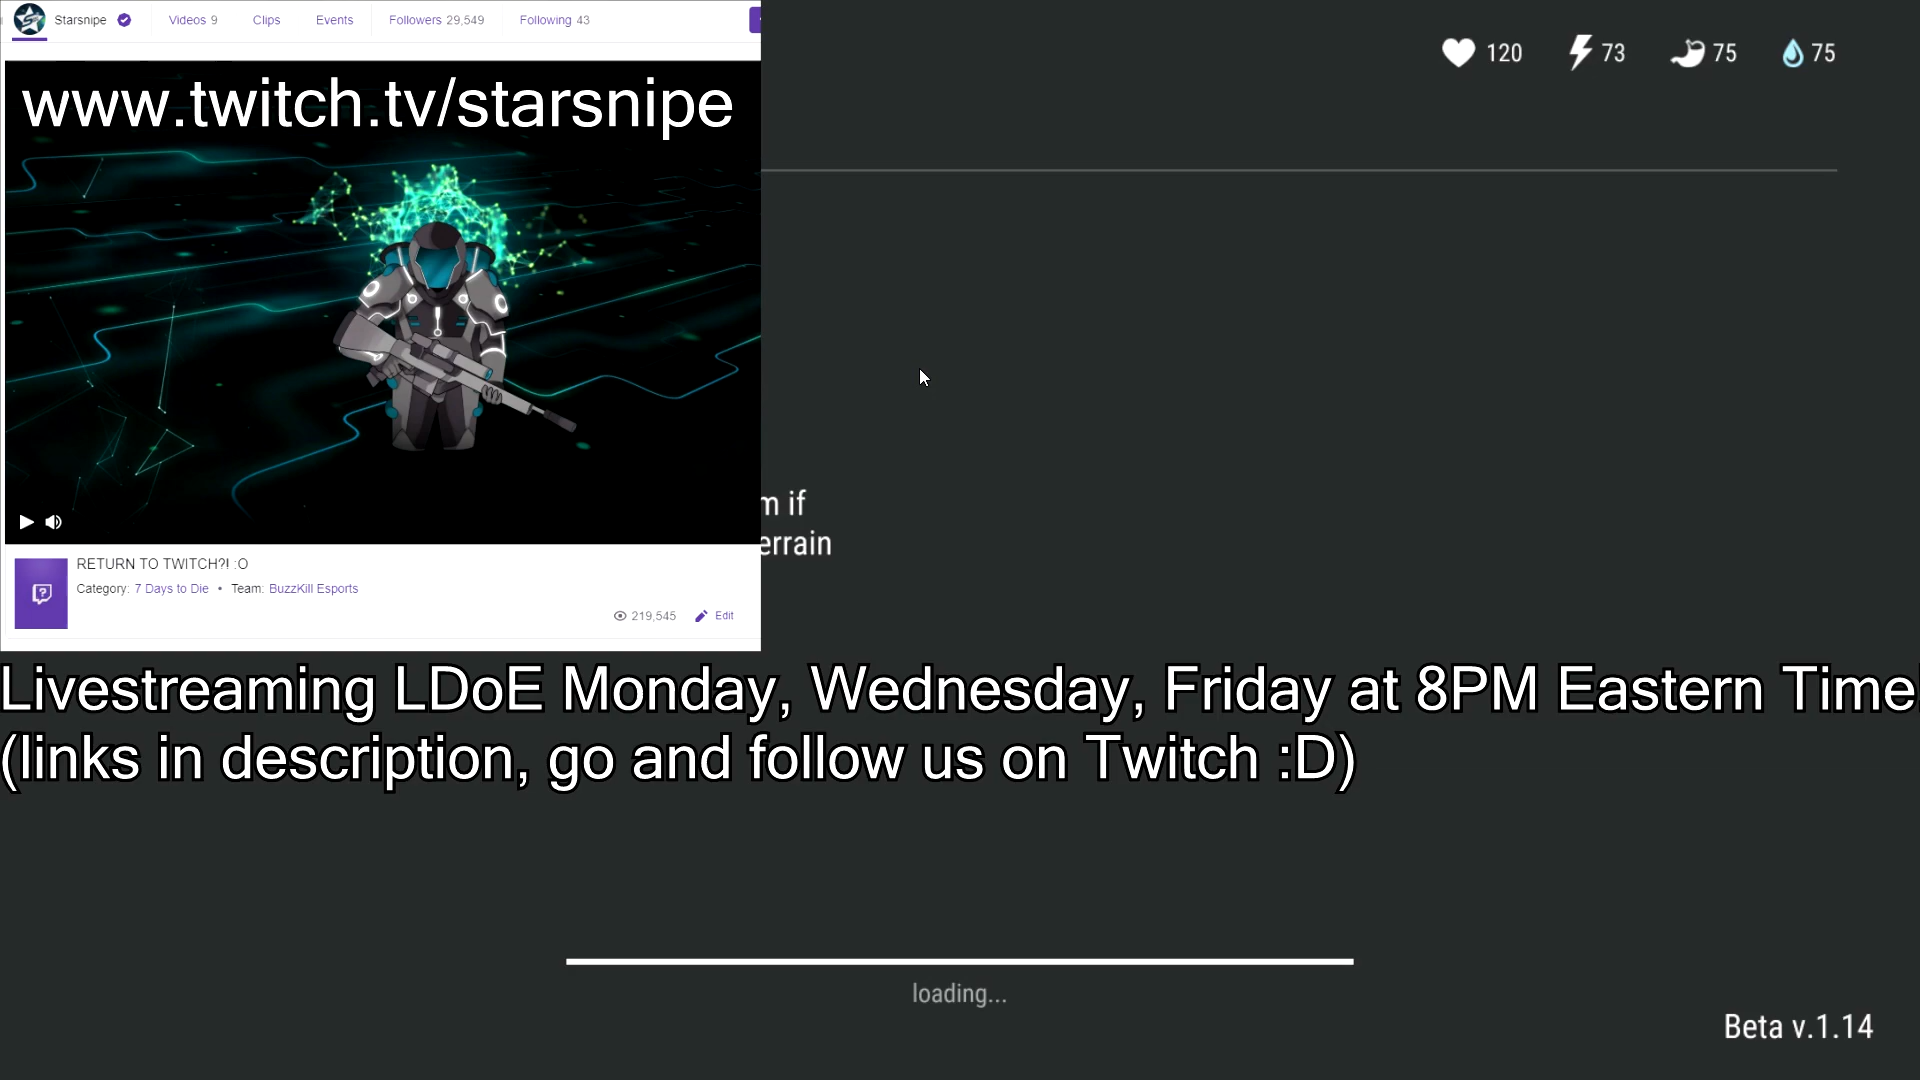 Starsnipe Videos 9 Clips Events Followers 29,549 Following 43
120 73 75 75
www.twitch.tv/starsnipe
m if
errain
RETURN TO TWITCH?! :O
Category: 7 Days to Die • Team: BuzzKill Esports
219,545 Edit
Livestreaming LDoE Monday, Wednesday, Friday at 8PM Eastern Time
(links in description, go and follow us on Twitch :D)
loading...
Beta v.1.14